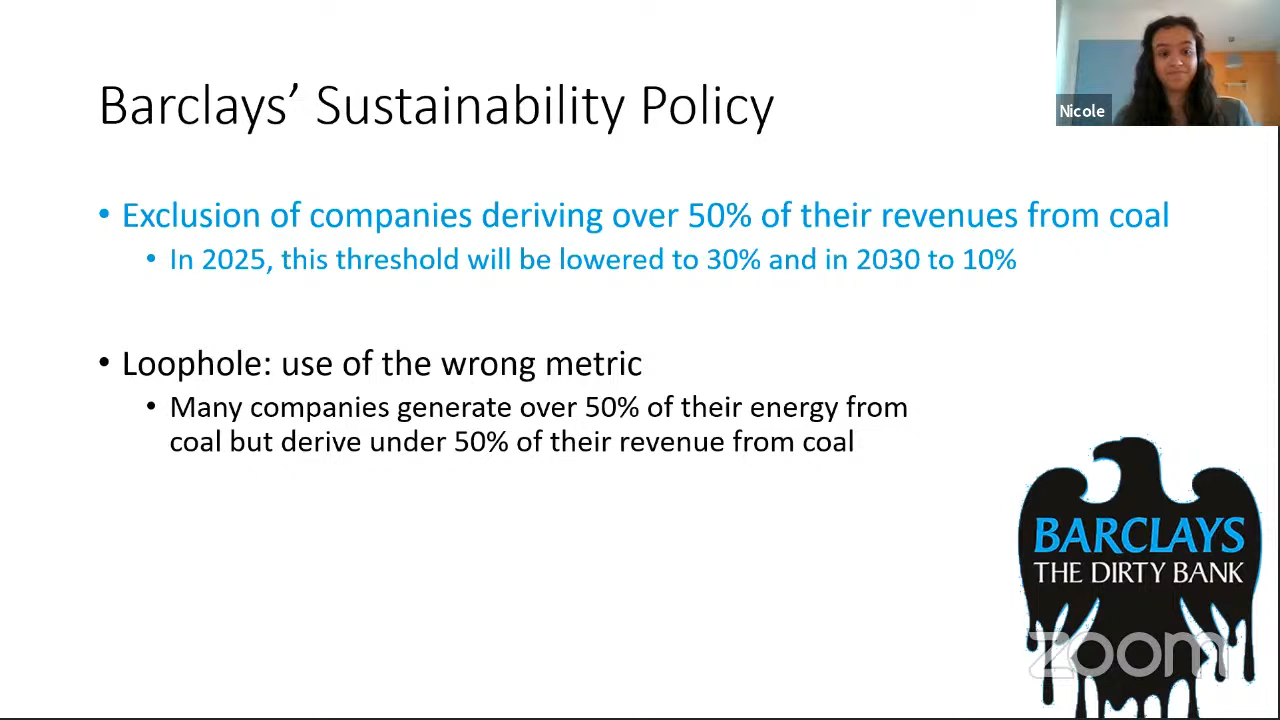 Nicole
Barclays’ Sustainability Policy
• Exclusion of companies deriving over 50% of their revenues from coal
• In 2025, this threshold will be lowered to 30% and in 2030 to 10%
• Loophole: use of the wrong metric
• Many companies generate over 50% of their energy from
coal but derive under 50% of their revenue from coal
BARCLAYS
THE DIRTY BANK
zoom